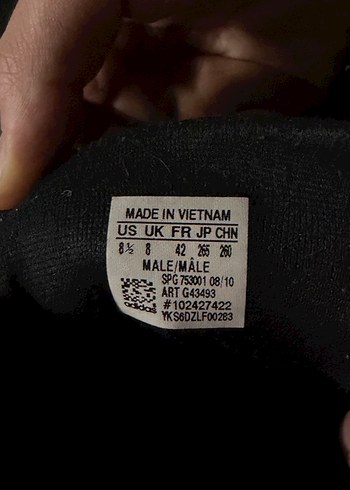 MADE IN VIETNAM
US UK FR JP CHN
8½ 8 42 265 260
MALE/MÂLE
SPG 753001 08/10
ART G43493
#102427422
YKS6DZLF00283